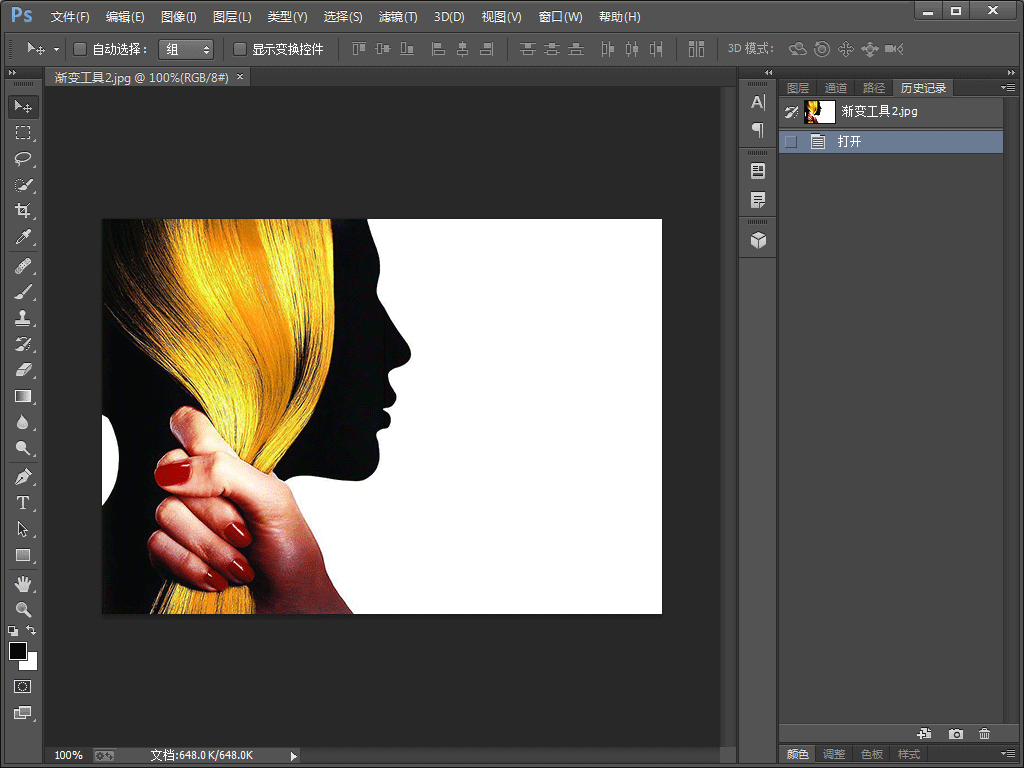 Ps 文件(F) 编辑(E) 图像(I) 图层(L) 类型(Y) 选择(S) 滤镜(T) 3D(D) 视图(V) 窗口(W) 帮助(H)
自动选择： 组 显示变换控件 3D 模式：
渐变工具2.jpg @ 100%(RGB/8#) ×
图层 通道 路径 历史记录
渐变工具2.jpg
打开
100% 文档:648.0K/648.0K
颜色 调整 色板 样式